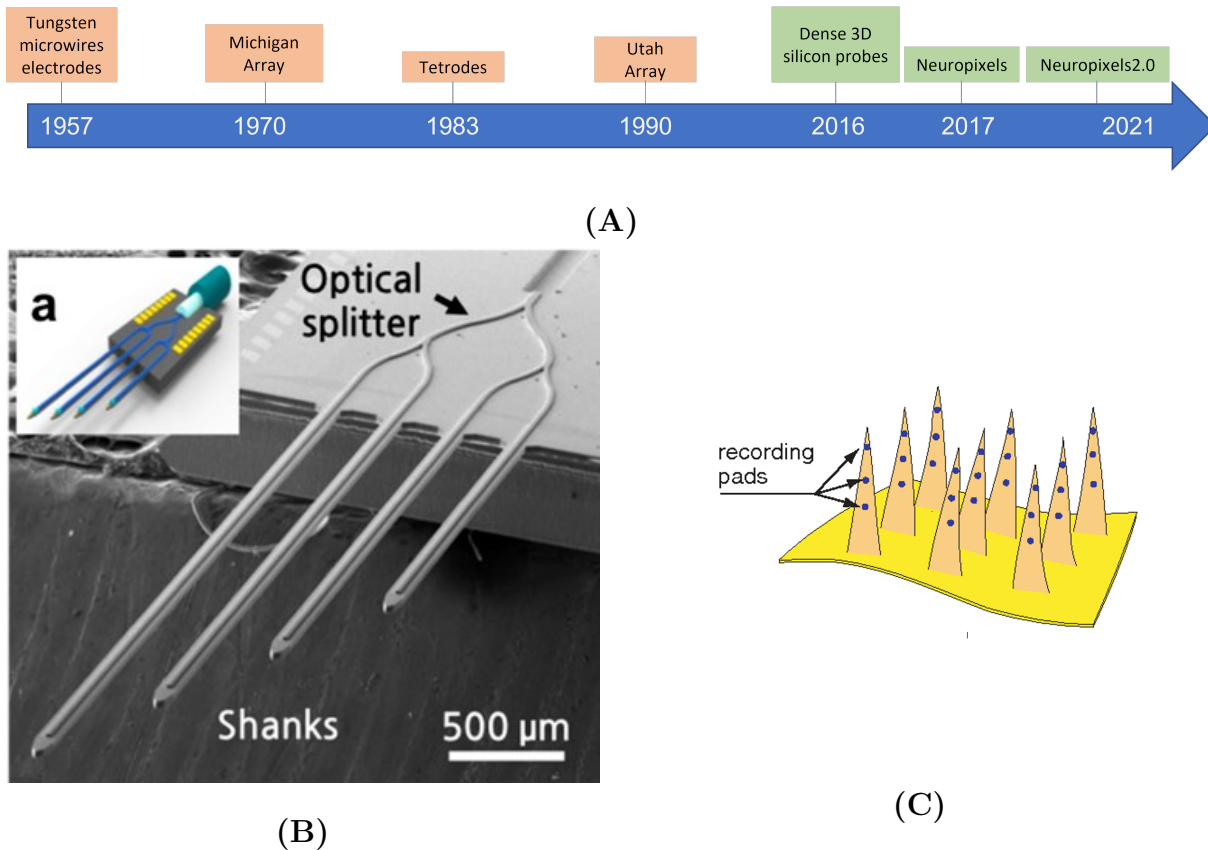 Tungsten
microwires
electrodes
Michigan
Array
Tetrodes
Utah
Array
Dense 3D
silicon probes
Neuropixels
Neuropixels2.0
1957
1970
1983
1990
2016
2017
2021
(A)
a
Optical
splitter
Shanks
500 µm
(B)
recording
pads
(C)